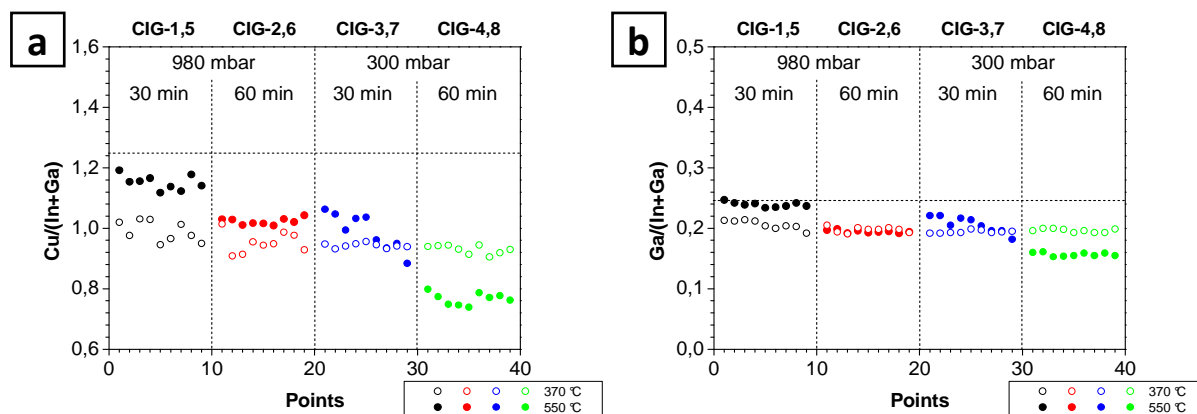 a
CIG-1,5 CIG-2,6 CIG-3,7 CIG-4,8
980 mbar 300 mbar
30 min 60 min 30 min 60 min
1,6
1,4
1,2
1,0
0,8
0,6
Cu/(In+Ga)
0 10 20 30 40
Points
370 °C
550 °C
b
CIG-1,5 CIG-2,6 CIG-3,7 CIG-4,8
980 mbar 300 mbar
30 min 60 min 30 min 60 min
0,5
0,4
0,3
0,2
0,1
0,0
Ga/(In+Ga)
0 10 20 30 40
Points
370 °C
550 °C